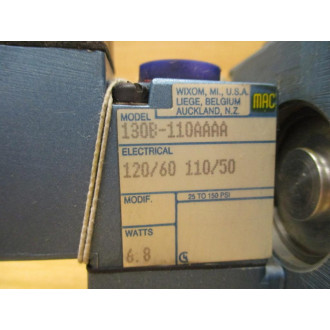 WIXOM, MI., U.S.A.
LIEGE, BELGIUM
AUCKLAND, N.Z.
MAC
MODEL
130B-110AAAA
ELECTRICAL
120/60 110/50
MODIF.
25 TO 150 PSI
WATTS
6.8